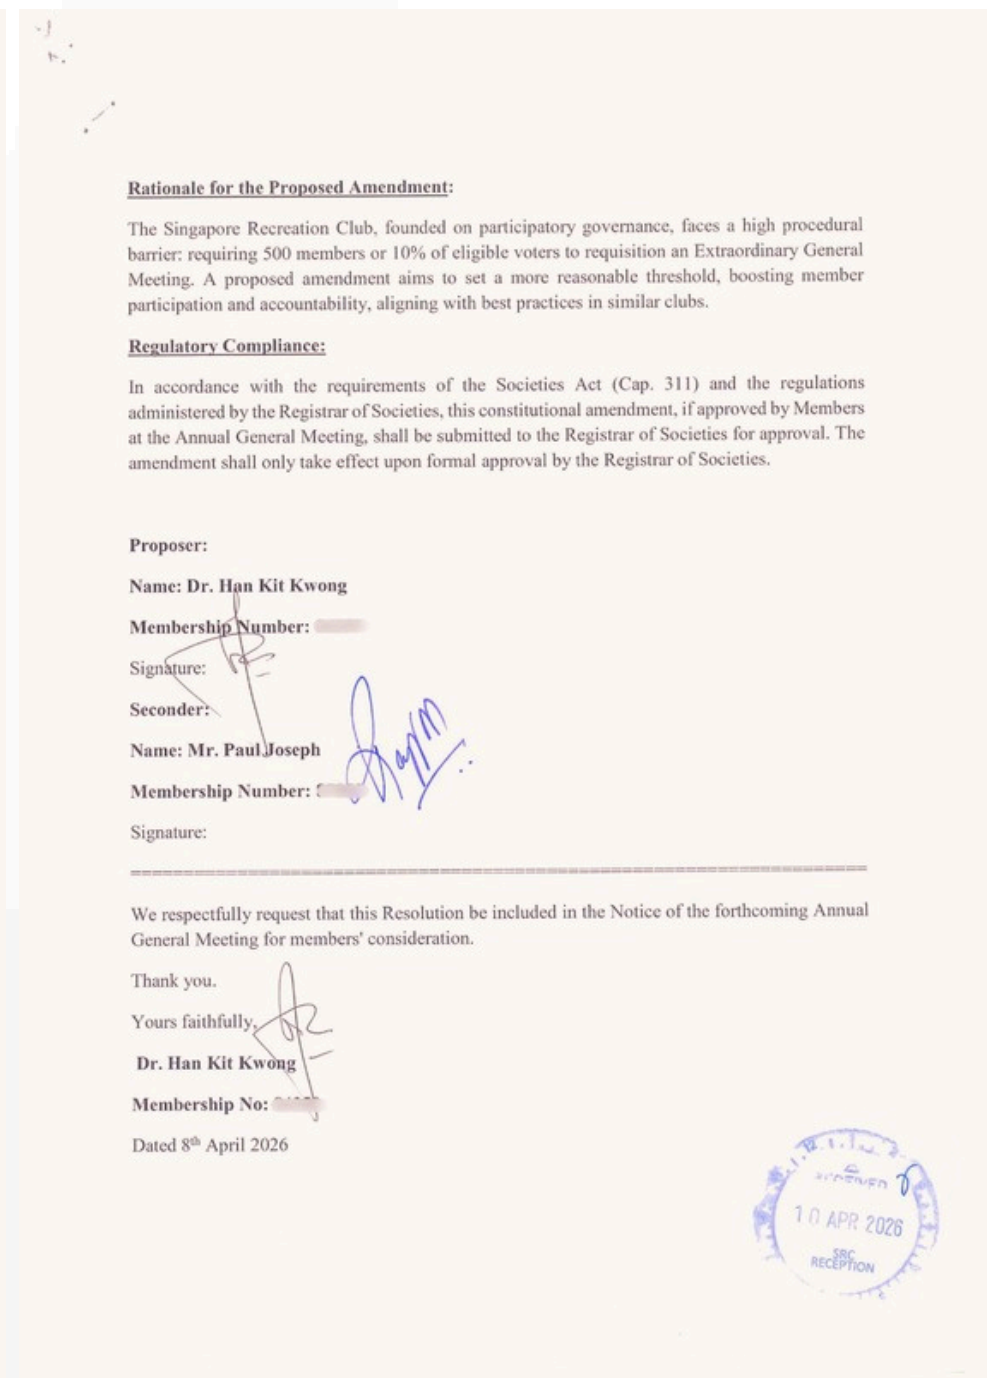 Rationale for the Proposed Amendment:
The Singapore Recreation Club, founded on participatory governance, faces a high procedural
barrier: requiring 500 members or 10% of eligible voters to requisition an Extraordinary General
Meeting. A proposed amendment aims to set a more reasonable threshold, boosting member
participation and accountability, aligning with best practices in similar clubs.
Regulatory Compliance:
In accordance with the requirements of the Societies Act (Cap. 311) and the regulations
administered by the Registrar of Societies, this constitutional amendment, if approved by Members
at the Annual General Meeting, shall be submitted to the Registrar of Societies for approval. The
amendment shall only take effect upon formal approval by the Registrar of Societies.
Proposer:
Name: Dr. Han Kit Kwong
Membership Number:
Signature:
Seconder:
Name: Mr. Paul Joseph
Membership Number:
Signature:
We respectfully request that this Resolution be included in the Notice of the forthcoming Annual
General Meeting for members' consideration.
Thank you.
Yours faithfully,
Dr. Han Kit Kwong
Membership No:
Dated 8th April 2026
10 APR 2026
SRC
RECEPTION